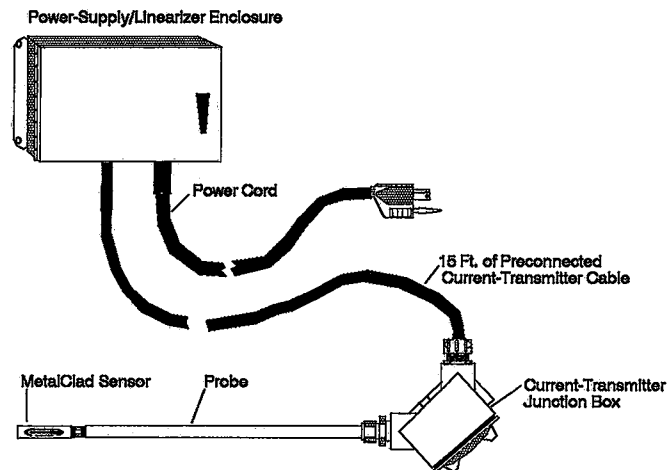 Power-Supply/Linearizer Enclosure
Power Cord
15 Ft. of Preconnected
Current-Transmitter Cable
MetalClad Sensor
Probe
Current-Transmitter
Junction Box